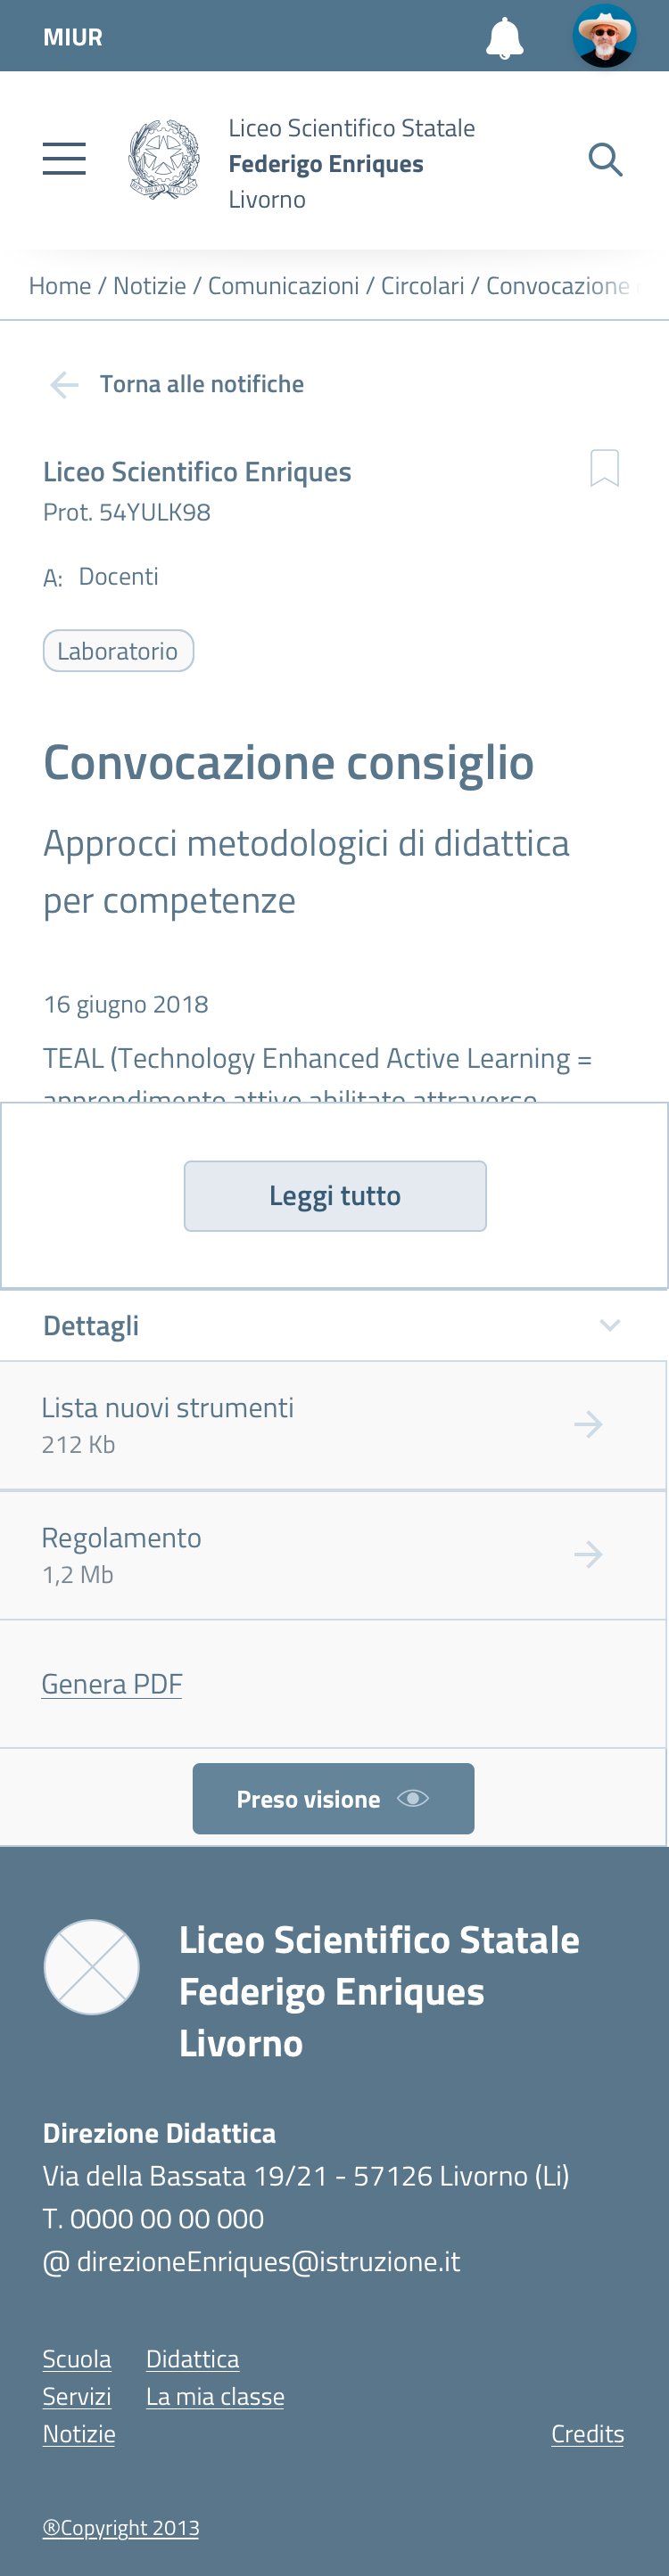 MIUR
Liceo Scientifico Statale
Federigo Enriques
Livorno
Home / Notizie / Comunicazioni / Circolari / Convocazione
Torna alle notifiche
Liceo Scientifico Enriques
Prot. 54YULK98
A: Docenti
Laboratorio
Convocazione consiglio
Approcci metodologici di didattica
per competenze
16 giugno 2018
TEAL (Technology Enhanced Active Learning =
apprendimento attivo abilitato attraverso
Leggi tutto
Dettagli
Lista nuovi strumenti
212 Kb
Regolamento
1,2 Mb
Genera PDF
Preso visione
Liceo Scientifico Statale
Federigo Enriques
Livorno
Direzione Didattica
Via della Bassata 19/21 - 57126 Livorno (Li)
T. 0000 00 00 000
@ direzioneEnriques@istruzione.it
Scuola Didattica
Servizi La mia classe
Notizie Credits
®Copyright 2013